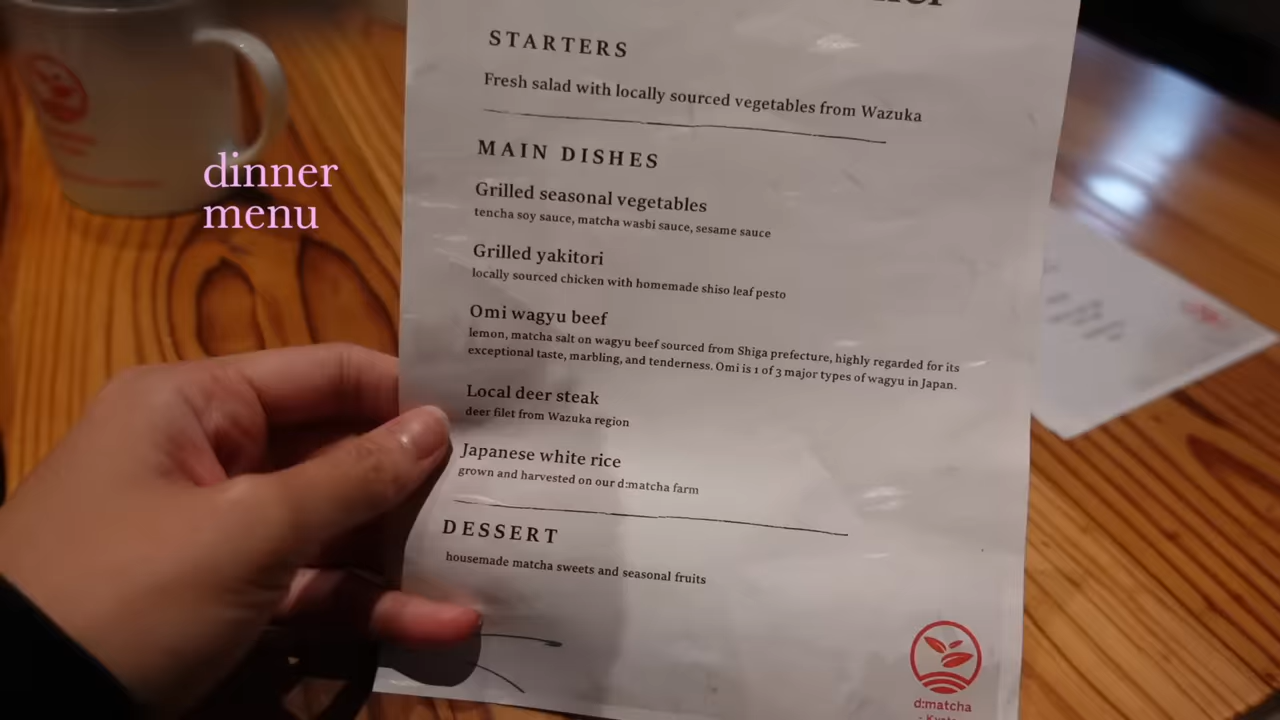 STARTERS
Fresh salad with locally sourced vegetables from Wazuka
MAIN DISHES
Grilled seasonal vegetables
tencha soy sauce, matcha wasbi sauce, sesame sauce
Grilled yakitori
locally sourced chicken with homemade shiso leaf pesto
Omi wagyu beef
lemon, matcha salt on wagyu beef sourced from Shiga prefecture, highly regarded for its
exceptional taste, marbling, and tenderness. Omi is 1 of 3 major types of wagyu in Japan.
Local deer steak
deer filet from Wazuka region
Japanese white rice
grown and harvested on our d:matcha farm
DESSERT
housemade matcha sweets and seasonal fruits
d:matcha
dinner
menu